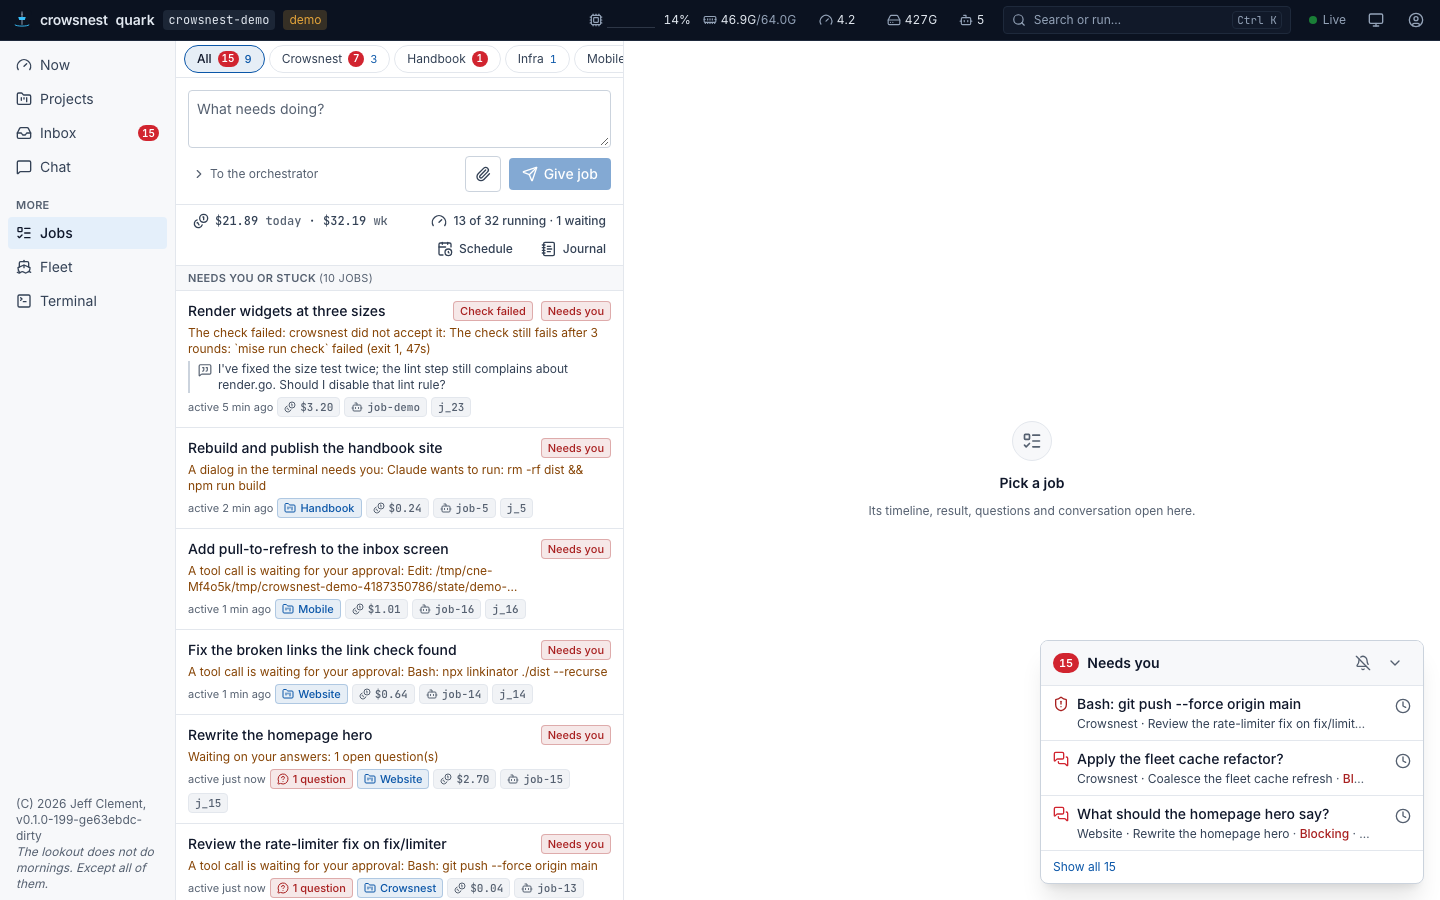 crowsnest quark crowsnest-demo demo
14% 46.9G/64.0G 4.2 427G 5
Search or run... Ctrl K
Live
Now
Projects
Inbox 15
Chat
MORE
Jobs
Fleet
Terminal
(C) 2026 Jeff Clement,
v0.1.0-199-ge63ebdc-
dirty
The lookout does not do
mornings. Except all of
them.
All 15 9 Crowsnest 7 3 Handbook 1 Infra 1 Mobile
What needs doing?
To the orchestrator
Give job
$21.89 today · $32.19 wk
13 of 32 running · 1 waiting
Schedule Journal
NEEDS YOU OR STUCK (10 JOBS)
Render widgets at three sizes Check failed Needs you
The check failed: crowsnest did not accept it: The check still fails after 3
rounds: `mise run check` failed (exit 1, 47s)
I've fixed the size test twice; the lint step still complains about
render.go. Should I disable that lint rule?
active 5 min ago $3.20 job-demo j_23
Rebuild and publish the handbook site Needs you
A dialog in the terminal needs you: Claude wants to run: rm -rf dist &&
npm run build
active 2 min ago Handbook $0.24 job-5 j_5
Add pull-to-refresh to the inbox screen Needs you
A tool call is waiting for your approval: Edit: /tmp/cne-
Mf4o5k/tmp/crowsnest-demo-4187350786/state/demo-...
active 1 min ago Mobile $1.01 job-16 j_16
Fix the broken links the link check found Needs you
A tool call is waiting for your approval: Bash: npx linkinator ./dist --recurse
active 1 min ago Website $0.64 job-14 j_14
Rewrite the homepage hero Needs you
Waiting on your answers: 1 open question(s)
active just now 1 question Website $2.70 job-15
j_15
Review the rate-limiter fix on fix/limiter Needs you
A tool call is waiting for your approval: Bash: git push --force origin main
active just now 1 question Crowsnest $0.04 job-13
Pick a job
Its timeline, result, questions and conversation open here.
15 Needs you
Bash: git push --force origin main
Crowsnest · Review the rate-limiter fix on fix/limit...
Apply the fleet cache refactor?
Crowsnest · Coalesce the fleet cache refresh · Bl...
What should the homepage hero say?
Website · Rewrite the homepage hero · Blocking · ...
Show all 15